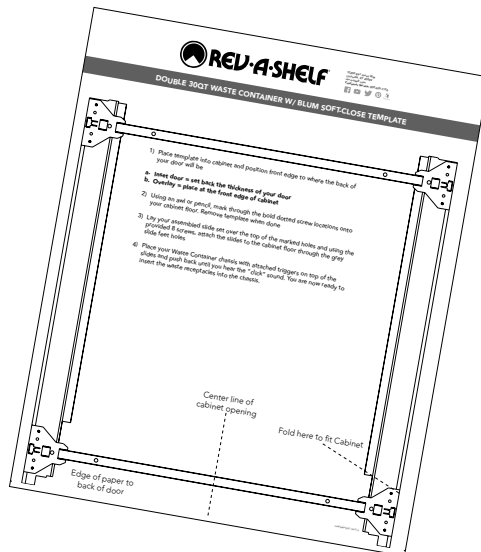 REV-A-SHELF
DOUBLE 30QT WASTE CONTAINER W/ BLUM SOFT-CLOSE TEMPLATE
1) Place template into cabinet and position front edge to where the back of
your door will be
a- Inset door = set back the thickness of your door
b. Overlay = place at the front edge of cabinet
2) Using an awl or pencil, mark through the bold dotted screw locations onto
your cabinet floor. Remove template when done
3) Lay your assembled slide set over the top of the marked holes and using the
provided 8 screws, attach the slides to the cabinet floor through the grey
slide feet holes
4) Place your Waste Container chassis with attached triggers on top of the
slides and push back until you hear the "click" sound. You are now ready to
insert the waste receptacles into the chassis.
Center line of
cabinet opening
Fold here to fit Cabinet
Edge of paper to
back of door